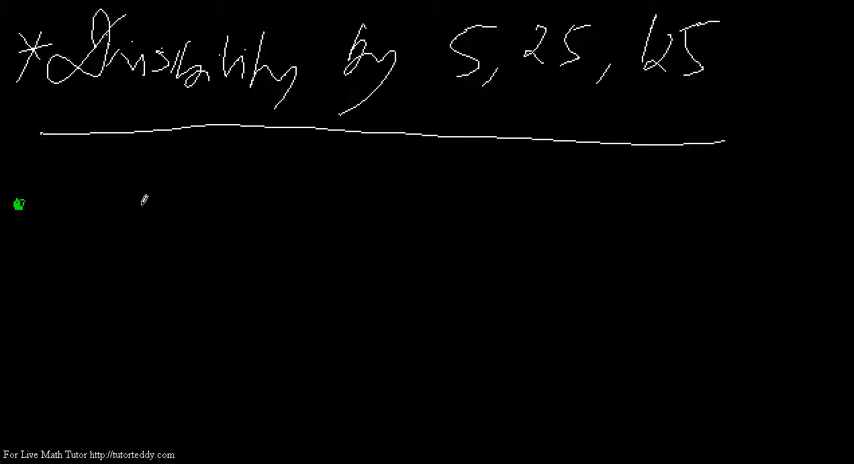 *Divisibility by 5, 25, 125
For Live Math Tutor http://tutorteddy.com